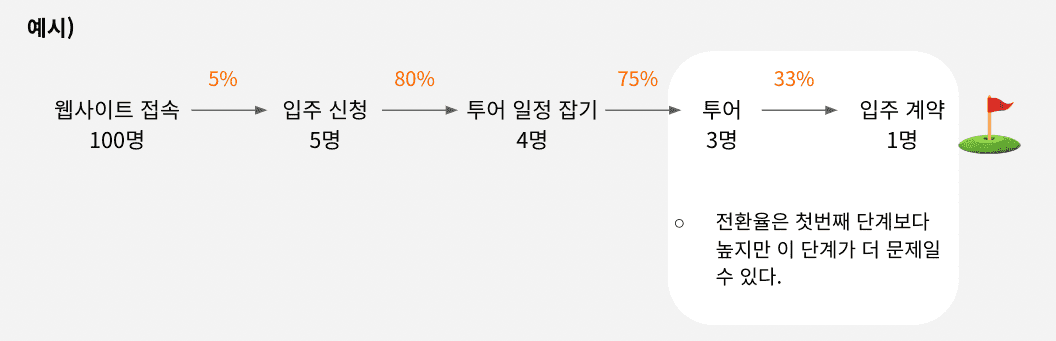 예시)
5% 80% 75% 33%
웹사이트 접속 입주 신청 투어 일정 잡기 투어 입주 계약
100명 5명 4명 3명 1명
○ 전환율은 첫번째 단계보다
높지만 이 단계가 더 문제일
수 있다.